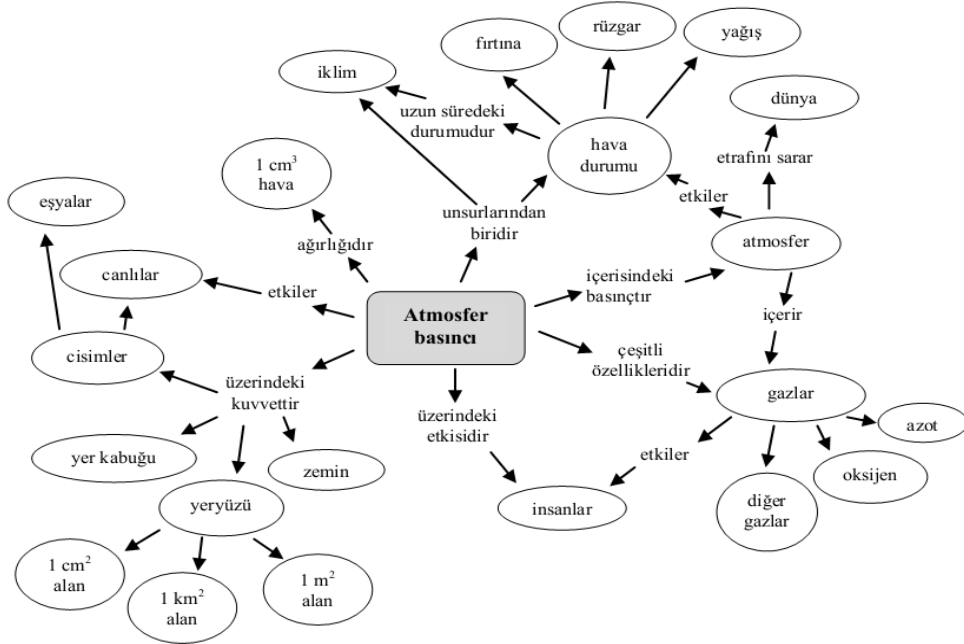 fırtına
rüzgar
yağış
iklim
uzun süredeki
durumudur
hava
durumu
dünya
etrafını sarar
etkiler
atmosfer
1 cm³
hava
ağırlığıdır
unsurlarından
biridir
eşyalar
canlılar
etkiler
cisimler
Atmosfer
basıncı
içerisindeki
basınçtır
içerir
çeşitli
özellikleridir
gazlar
azot
oksijen
diğer
gazlar
etkiler
insanlar
üzerindeki
etkisidir
üzerindeki
kuvvettir
yer kabuğu
zemin
yeryüzü
1 cm²
alan
1 km²
alan
1 m²
alan